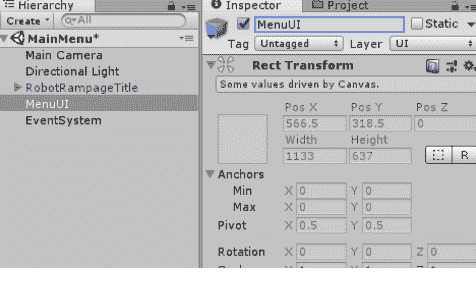 Hierarchy
Create All
MainMenu*
Main Camera
Directional Light
RobotRampageTitle
MenuUI
EventSystem
Inspector Project
MenuUI Static
Tag Untagged Layer UI
Rect Transform
Some values driven by Canvas.
Pos X Pos Y Pos Z
566.5 318.5 0
Width Height
1133 637
R
Anchors
Min X 0 Y 0
Max X 0 Y 0
Pivot X 0.5 Y 0.5
Rotation X 0 Y 0 Z 0